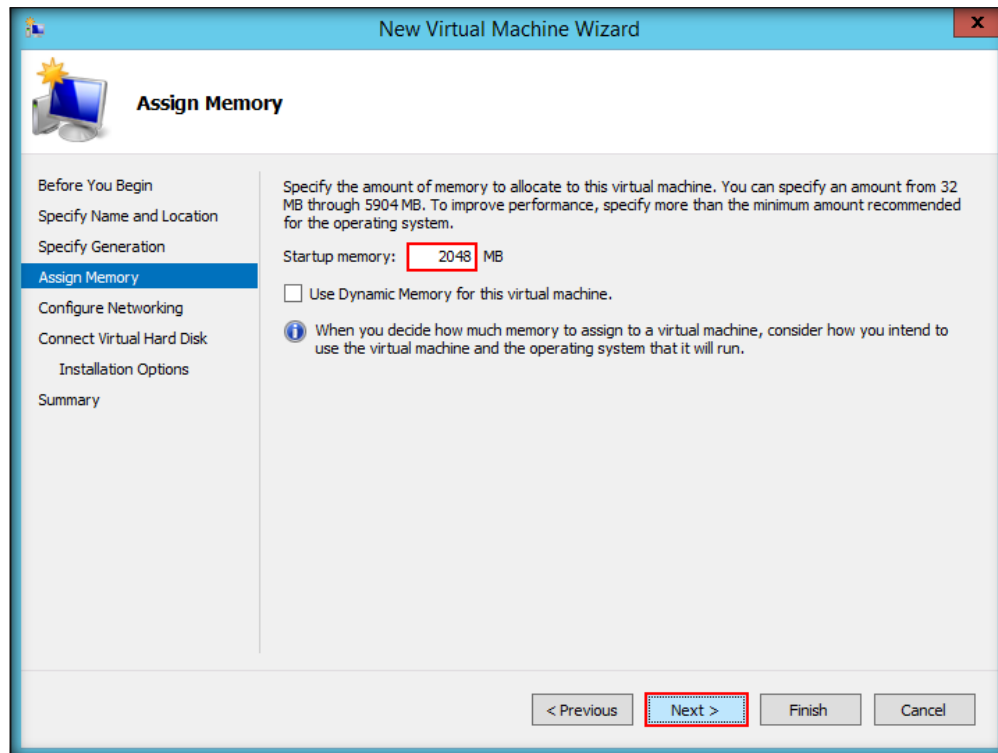 New Virtual Machine Wizard
x
Assign Memory
Before You Begin
Specify Name and Location
Specify Generation
Assign Memory
Configure Networking
Connect Virtual Hard Disk
Installation Options
Summary
Specify the amount of memory to allocate to this virtual machine. You can specify an amount from 32
MB through 5904 MB. To improve performance, specify more than the minimum amount recommended
for the operating system.
Startup memory: 2048 MB
Use Dynamic Memory for this virtual machine.
When you decide how much memory to assign to a virtual machine, consider how you intend to
use the virtual machine and the operating system that it will run.
< Previous Next > Finish Cancel